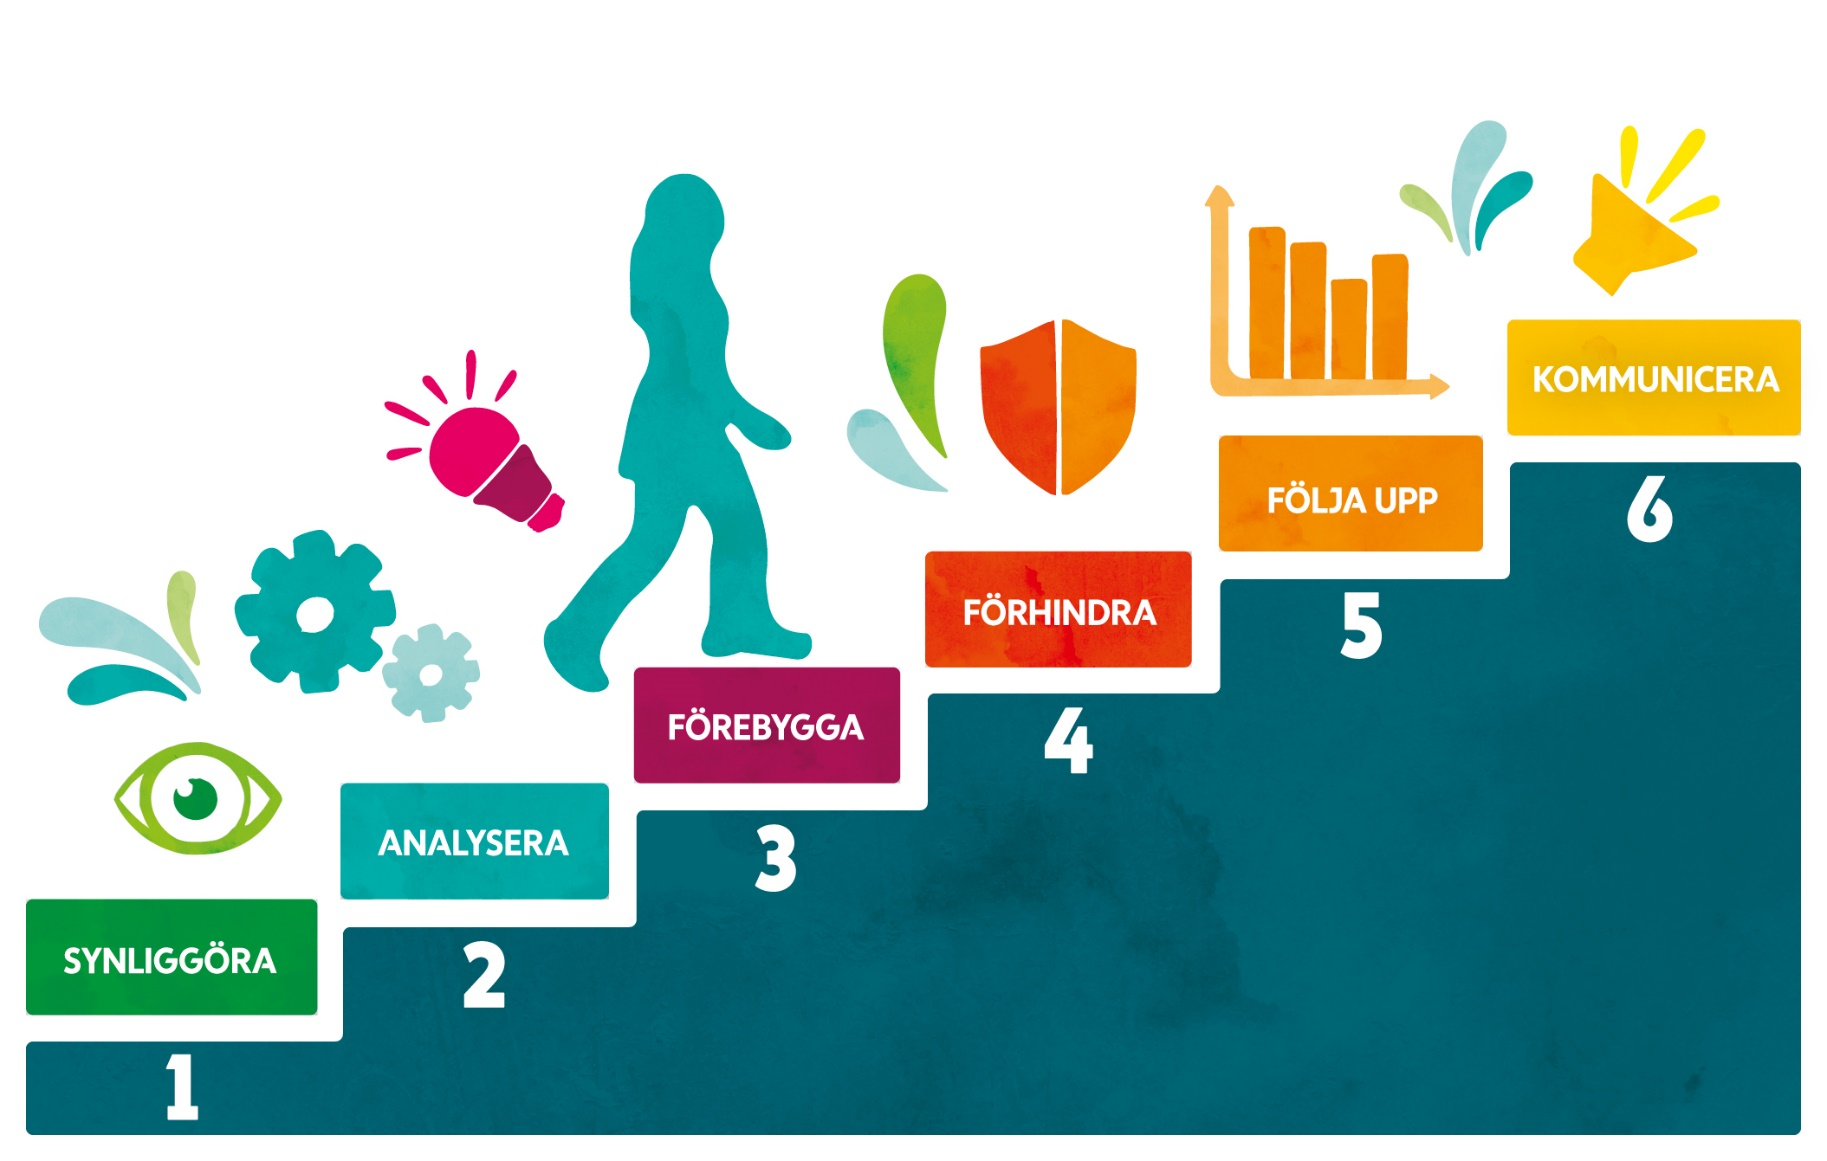 SYNLIGGÖRA
1
ANALYSERA
2
FÖREBYGGA
3
FÖRHINDRA
4
FÖLJA UPP
5
KOMMUNICERA
6